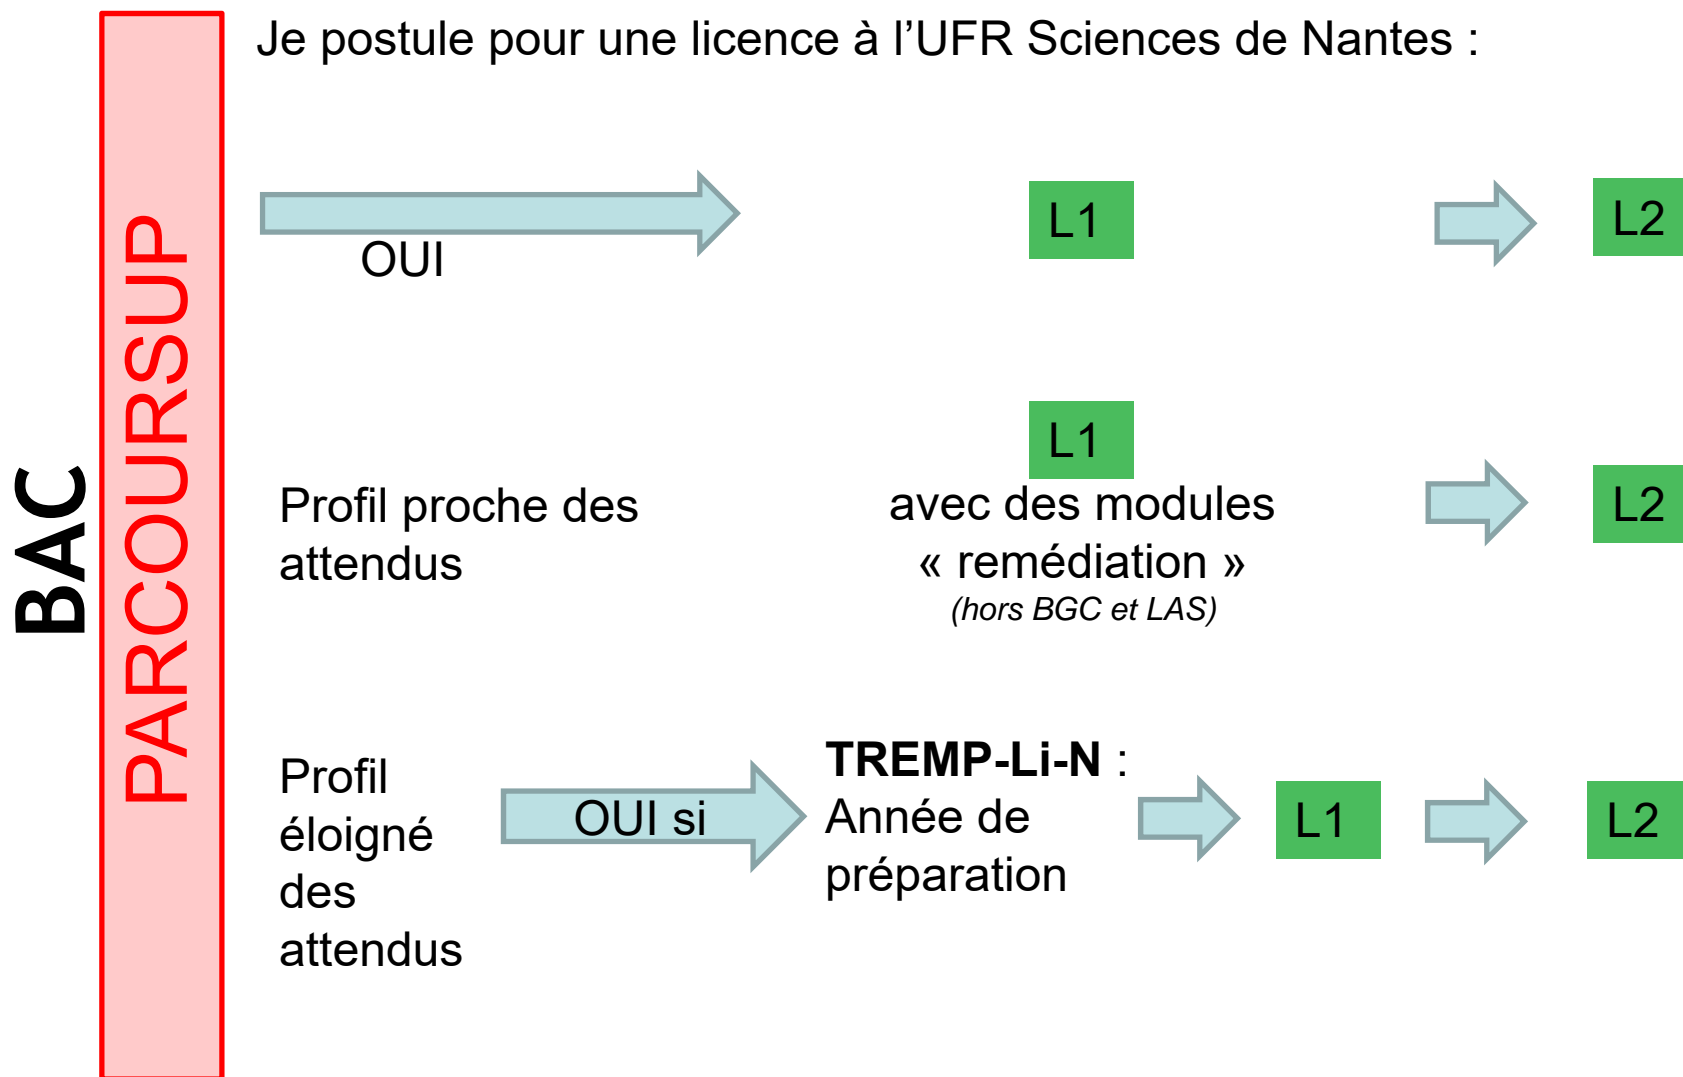 BAC
PARCOURSUP
Je postule pour une licence à l’UFR Sciences de Nantes :
OUI
L1
L2
Profil proche des
attendus
L1
avec des modules
« remédiation »
(hors BGC et LAS)
L2
Profil
éloigné
des
attendus
OUI si
TREMP-Li-N :
Année de
préparation
L1
L2